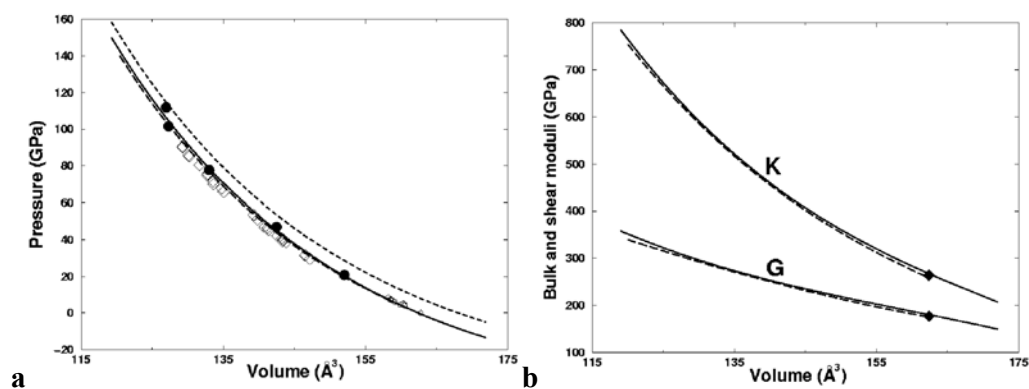 160
140
120
100
80
60
40
20
0
−20
Pressure (GPa)
115 135 155 175
Volume (Å³)
a
800
700
600
500
400
300
200
100
Bulk and shear moduli (GPa)
K
G
115 135 155 175
Volume (Å³)
b